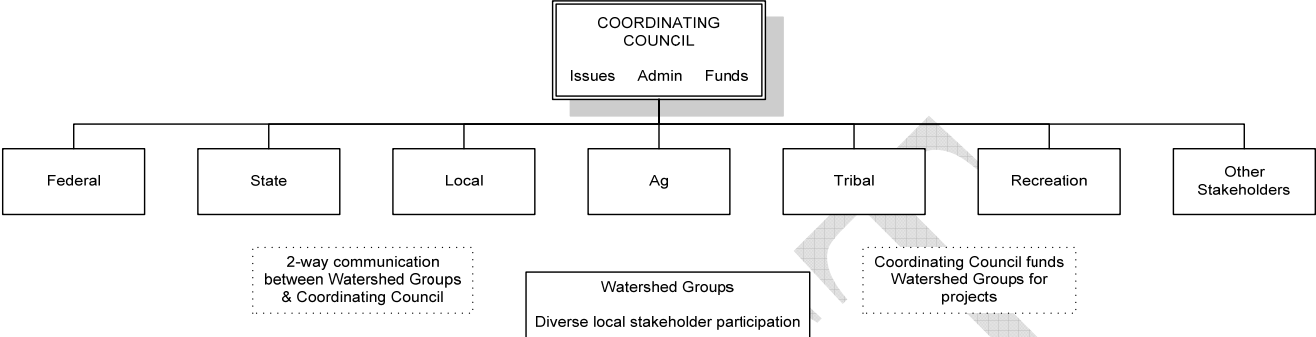 COORDINATING
COUNCIL
Issues Admin Funds
Federal
State
Local
Ag
Tribal
Recreation
Other
Stakeholders
2-way communication
between Watershed Groups
& Coordinating Council
Watershed Groups
Diverse local stakeholder participation
Coordinating Council funds
Watershed Groups for
projects